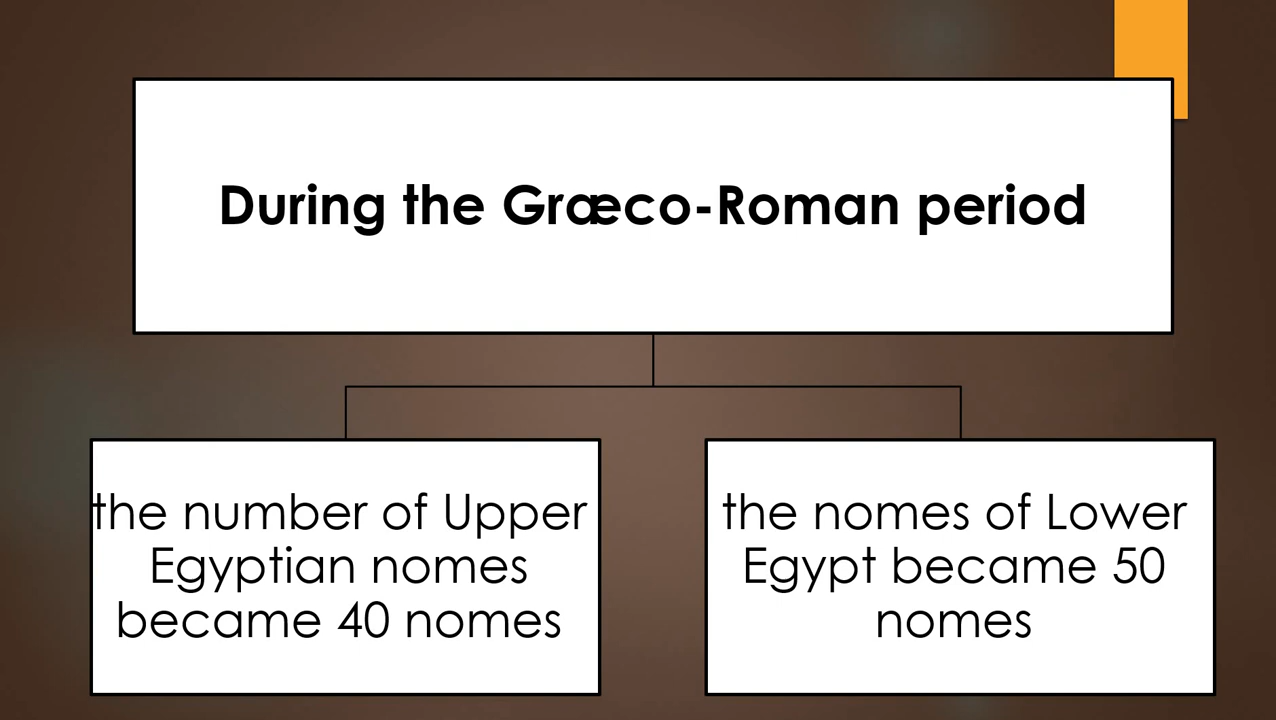 During the Græco-Roman period
the number of Upper
Egyptian nomes
became 40 nomes
the nomes of Lower
Egypt became 50
nomes